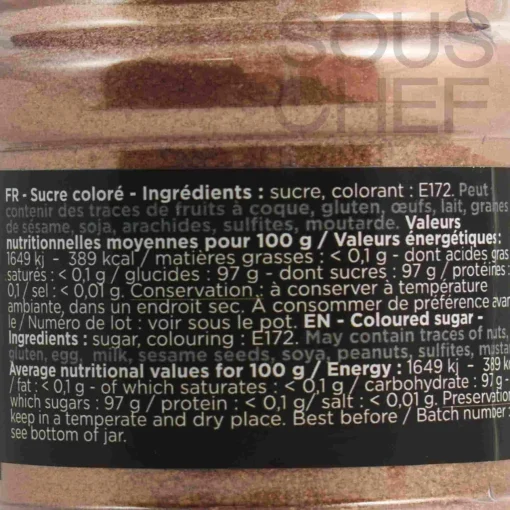 SOUS
CHEF
FR - Sucre coloré - Ingrédients : sucre, colorant : E172. Peut
contenir des traces de fruits à coque, gluten, œufs, lait, graines
de sésame, soja, arachides, sulfites, moutarde. Valeurs
nutritionnelles moyennes pour 100 g / Valeurs énergétiques:
1649 kj - 389 kcal / matières grasses : < 0,1 g - dont acides gras
saturés : < 0,1 g / glucides : 97 g - dont sucres : 97 g / protéines :
0,1 / sel : < 0,01 g. Conservation : à conserver à température
ambiante, dans un endroit sec. À consommer de préférence avan
le / Numéro de lot : voir sous le pot. EN - Coloured sugar -
Ingredients : sugar, colouring : E172. May contain traces of nuts,
gluten, egg, milk, sesame seeds, soya, peanuts, sulfites, musta
Average nutritional values for 100 g / Energy : 1649 kj - 389 kc
/ fat : < 0,1 g - of which saturates : < 0,1 g / carbohydrate : 97 g -
which sugars : 97 g / protein : < 0,1 g / salt : < 0,01 g. Preservation
keep in a temperate and dry place. Best before / Batch number :
see bottom of jar.